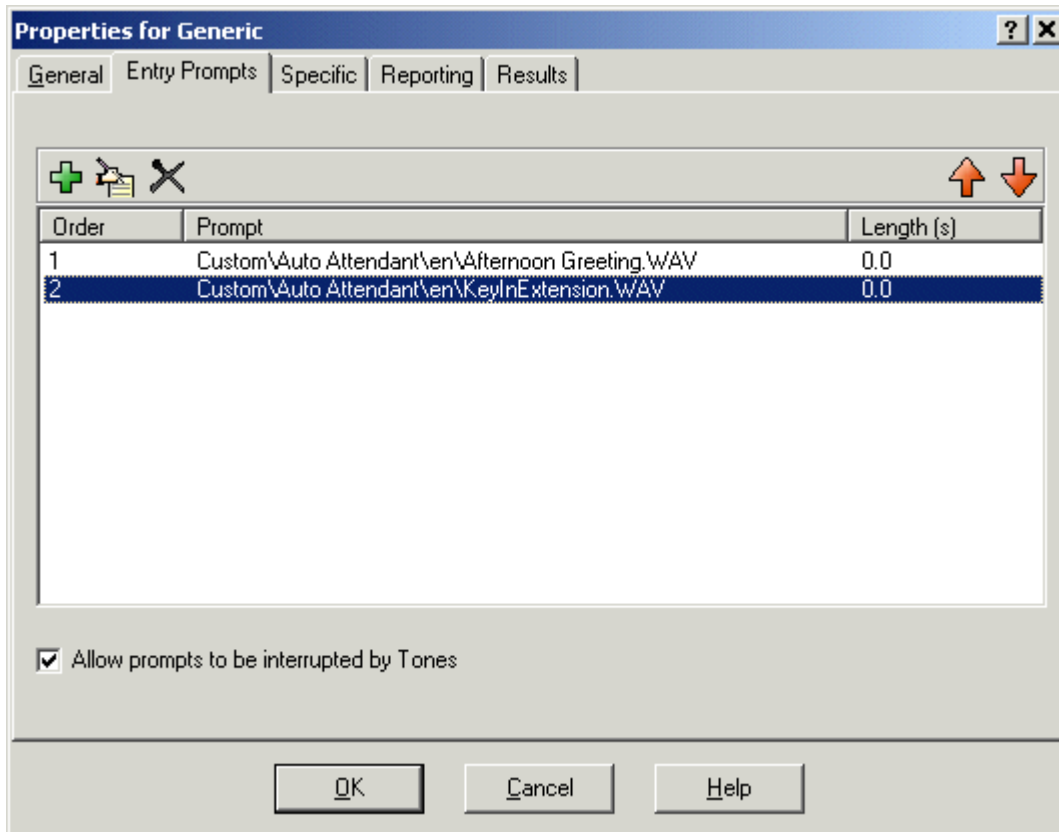 Properties for Generic
General Entry Prompts Specific Reporting Results
Order Prompt Length (s)
1 Custom\Auto Attendant\en\Afternoon Greeting.WAV 0.0
2 Custom\Auto Attendant\en\KeyInExtension.WAV 0.0
Allow prompts to be interrupted by Tones
OK Cancel Help